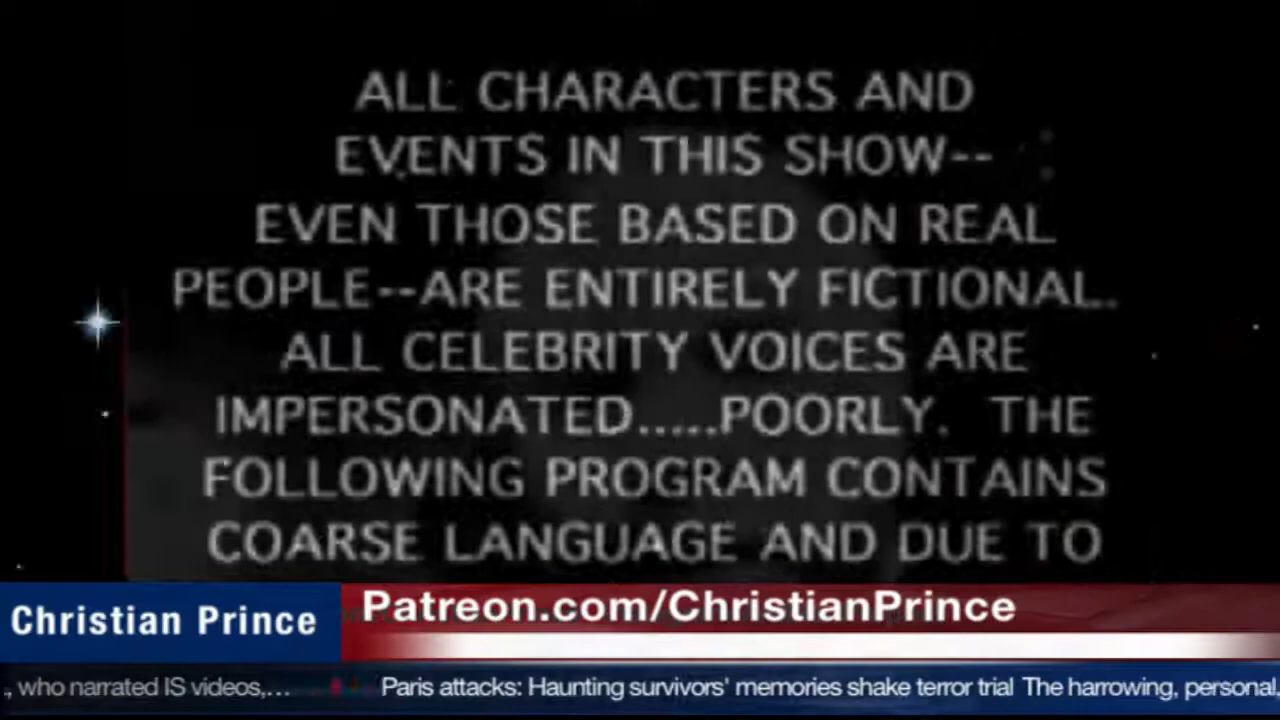 ALL CHARACTERS AND
EVENTS IN THIS SHOW--
EVEN THOSE BASED ON REAL
PEOPLE--ARE ENTIRELY FICTIONAL.
ALL CELEBRITY VOICES ARE
IMPERSONATED.....POORLY. THE
FOLLOWING PROGRAM CONTAINS
COARSE LANGUAGE AND DUE TO
Christian Prince
Patreon.com/ChristianPrince
., who narrated IS videos,... Paris attacks: Haunting survivors' memories shake terror trial The harrowing, personal,